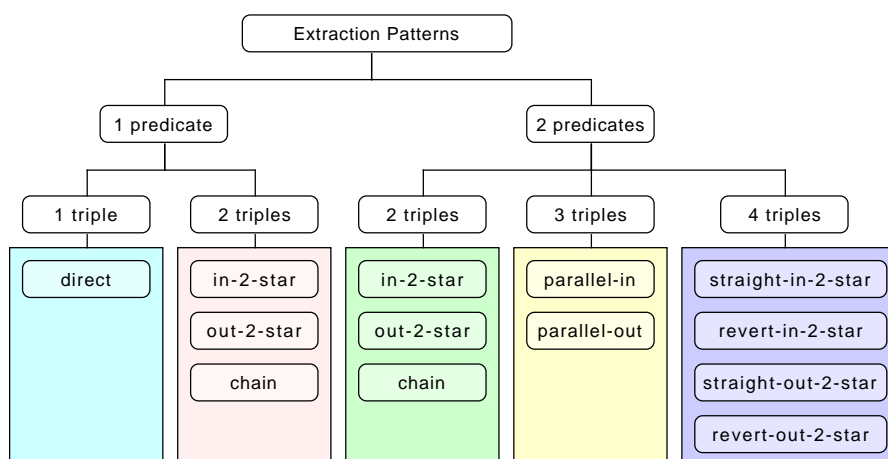 Extraction Patterns
1 predicate
2 predicates
1 triple
2 triples
2 triples
3 triples
4 triples
direct
in-2-star
out-2-star
chain
in-2-star
out-2-star
chain
parallel-in
parallel-out
straight-in-2-star
revert-in-2-star
straight-out-2-star
revert-out-2-star